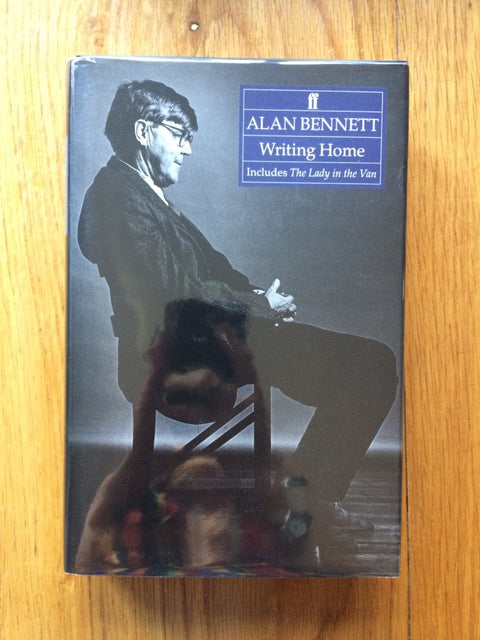 ff
ALAN BENNETT
Writing Home
Includes The Lady in the Van